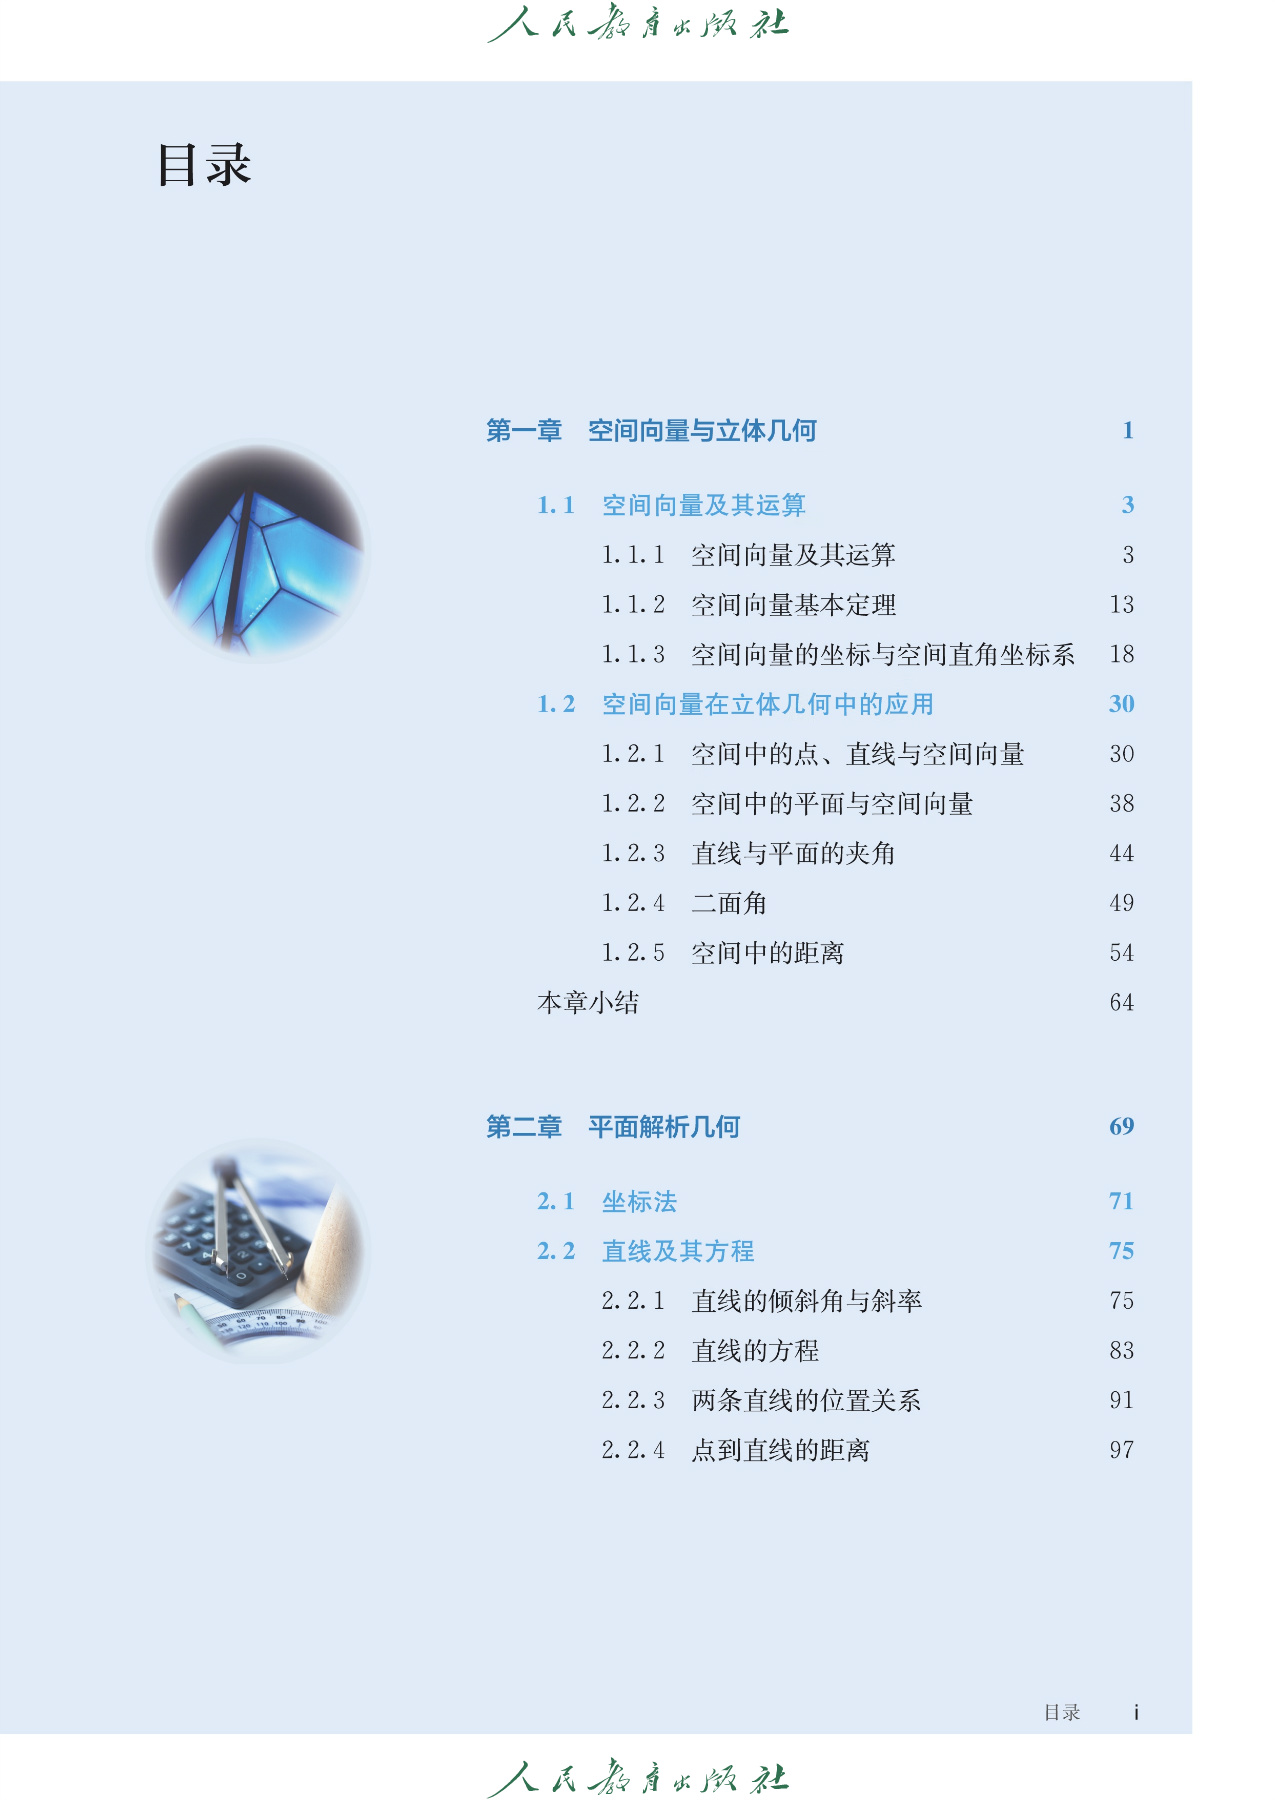 人民教育出版社
目录
第一章 空间向量与立体几何 1
1.1 空间向量及其运算 3
1.1.1 空间向量及其运算 3
1.1.2 空间向量基本定理 13
1.1.3 空间向量的坐标与空间直角坐标系 18
1.2 空间向量在立体几何中的应用 30
1.2.1 空间中的点、直线与空间向量 30
1.2.2 空间中的平面与空间向量 38
1.2.3 直线与平面的夹角 44
1.2.4 二面角 49
1.2.5 空间中的距离 54
本章小结 64
第二章 平面解析几何 69
2.1 坐标法 71
2.2 直线及其方程 75
2.2.1 直线的倾斜角与斜率 75
2.2.2 直线的方程 83
2.2.3 两条直线的位置关系 91
2.2.4 点到直线的距离 97
目录 i
人民教育出版社